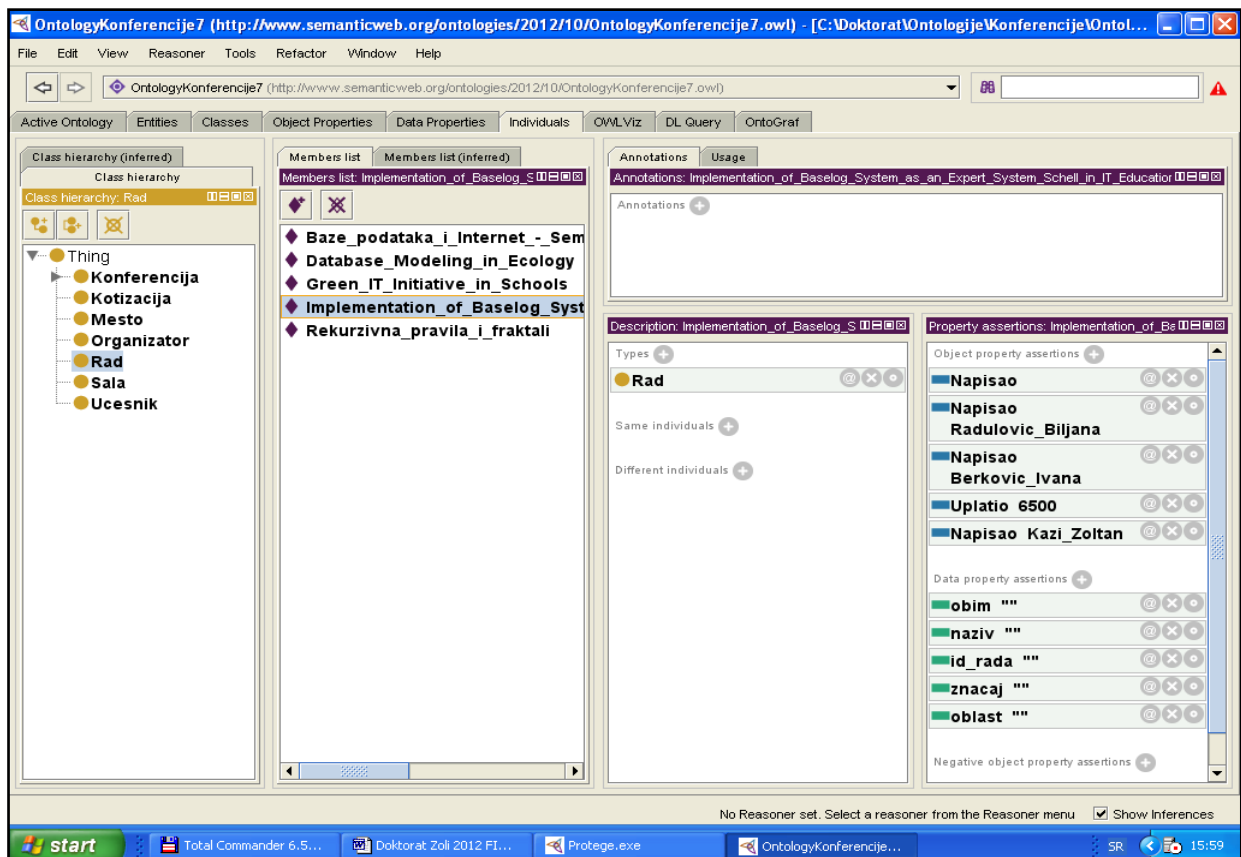 OntologyKonferencije7 (http://www.semanticweb.org/ontologies/2012/10/OntologyKonferencije7.owl) - [C:\Doktorat\Ontologije\Konferencije\Ontol...
File Edit View Reasoner Tools Refactor Window Help
OntologyKonferencije7 (http://www.semanticweb.org/ontologies/2012/10/OntologyKonferencije7.owl)
Active Ontology Entities Classes Object Properties Data Properties Individuals OWLViz DL Query OntoGraf
Class hierarchy (inferred)
Class hierarchy
Class hierarchy: Rad
Thing
Konferencija
Kotizacija
Mesto
Organizator
Rad
Sala
Ucesnik
Members list Members list (inferred)
Members list: Implementation_of_Baselog_S
Baze_podataka_i_Internet_-_Sem
Database_Modeling_in_Ecology
Green_IT_Initiative_in_Schools
Implementation_of_Baselog_Syst
Rekurzivna_pravila_i_fraktali
Annotations Usage
Annotations: Implementation_of_Baselog_System_as_an_Expert_System_Schell_in_IT_Education
Annotations
Description: Implementation_of_Baselog_S
Types
Rad
Same individuals
Different individuals
Property assertions: Implementation_of_Ba
Object property assertions
Napisao
Napisao
Radulovic_Biljana
Napisao
Berkovic_Ivana
Uplatio 6500
Napisao Kazi_Zoltan
Data property assertions
obim ""
naziv ""
id_rada ""
znacaj ""
oblast ""
Negative object property assertions
No Reasoner set. Select a reasoner from the Reasoner menu Show Inferences
start Total Commander 6.5... Doktorat Zoli 2012 FI... Protege.exe OntologyKonferencije... SR 15:59